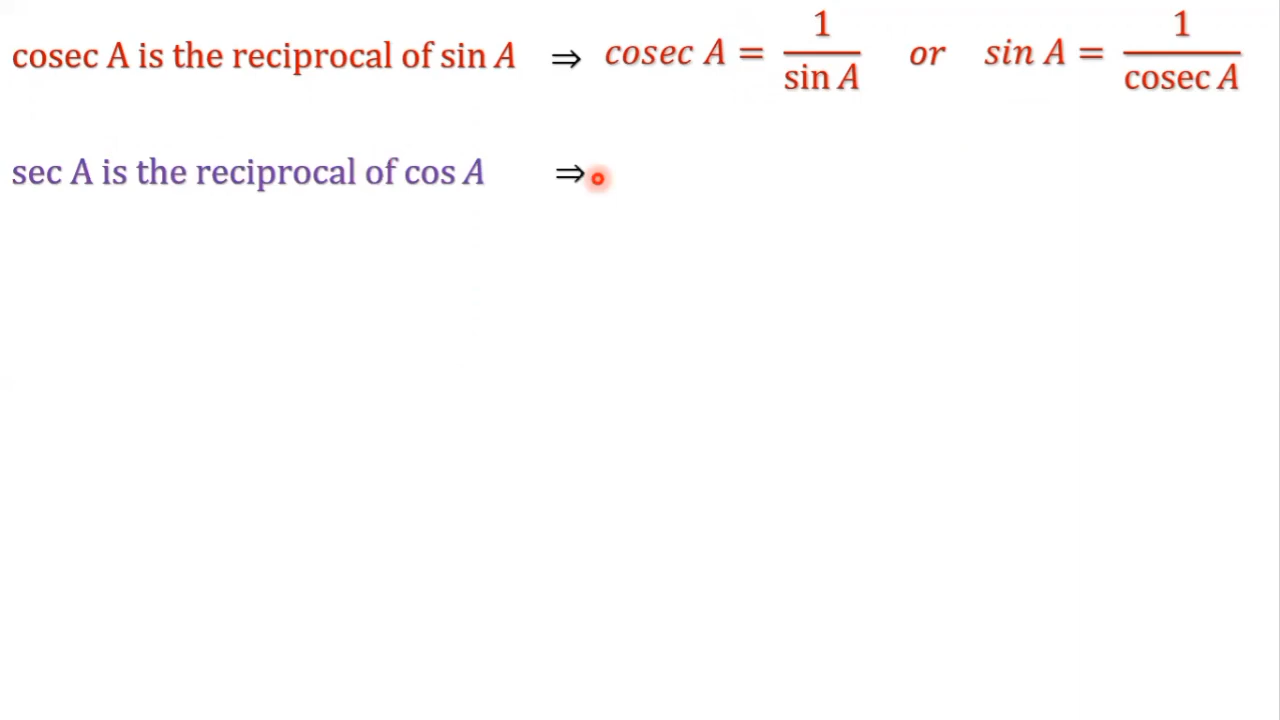 cosec A is the reciprocal of sin A ⇒ cosec A = 1/sin A or sin A = 1/cosec A
sec A is the reciprocal of cos A ⇒